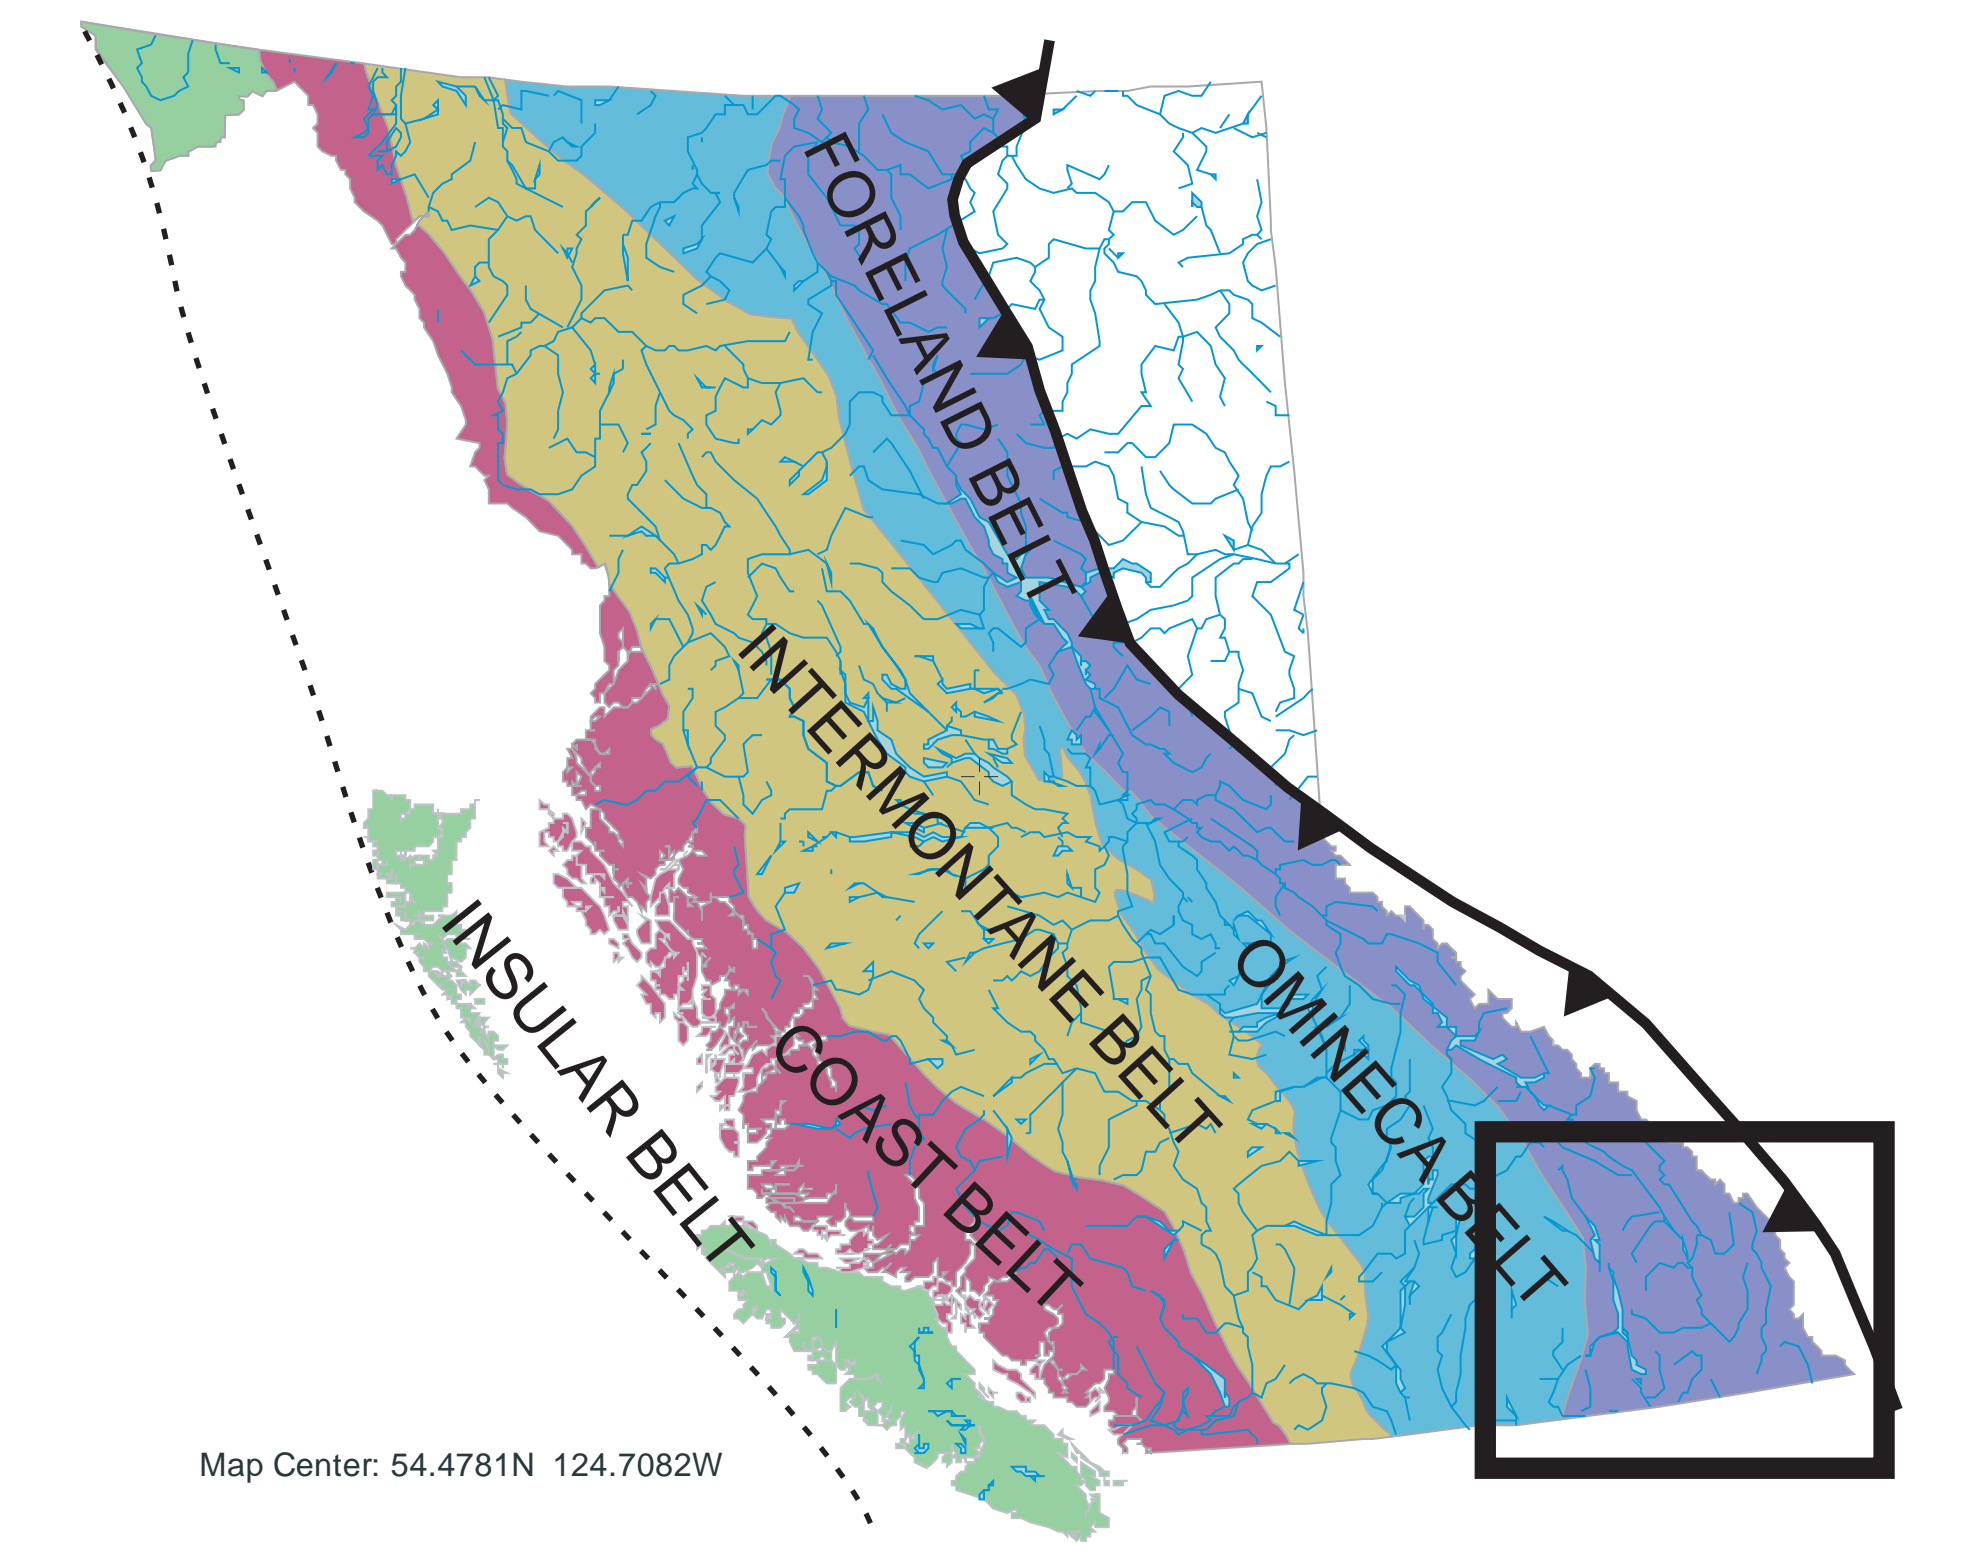 FORELAND BELT
INTERMONTANE BELT
OMINECA BELT
INSULAR BELT
COAST BELT
Map Center: 54.4781N 124.7082W